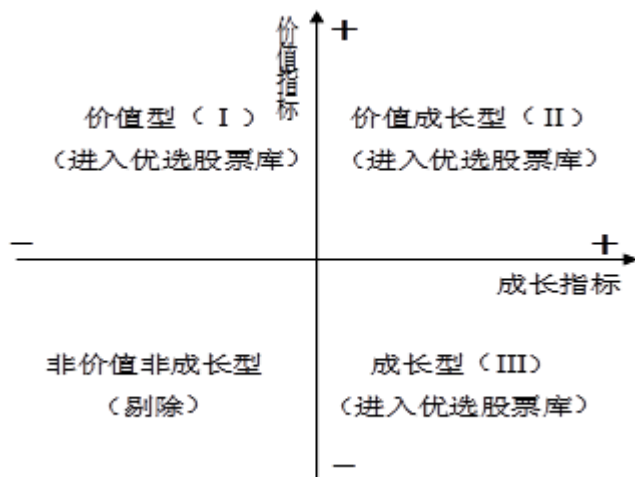 价值指标
+
价值型（I）
（进入优选股票库）
价值成长型（II）
（进入优选股票库）
—
+
成长指标
非价值非成长型
（剔除）
成长型（III）
（进入优选股票库）
—